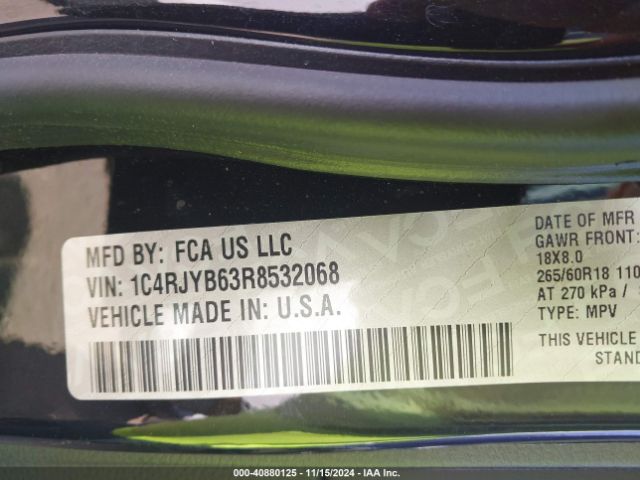 MFD BY: FCA US LLC
VIN: 1C4RJYB63R8532068
VEHICLE MADE IN: U.S.A.
DATE OF MFR
GAWR FRONT:
18X8.0
265/60R18 110
AT 270 kPa /
TYPE: MPV
THIS VEHICLE
STAND
000-40880125 - 11/15/2024 - IAA Inc.